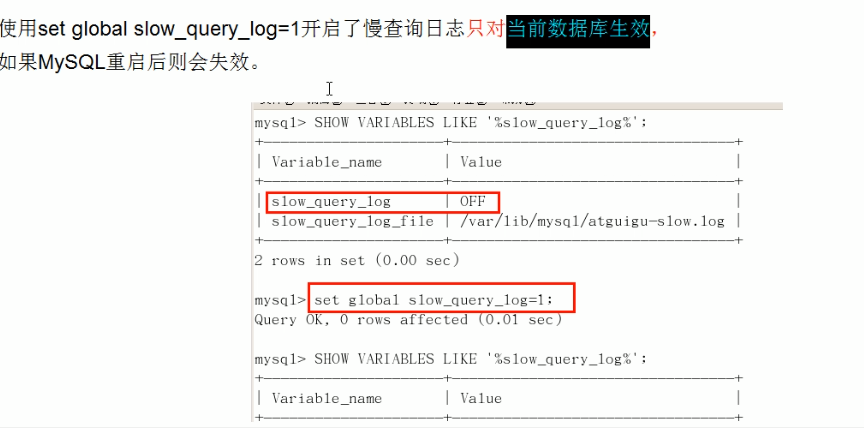 使用set global slow_query_log=1开启了慢查询日志只对当前数据库生效，
如果MySQL重启后则会失效。
mysql> SHOW VARIABLES LIKE '%slow_query_log%';
+---------------------+--------------------------------+
| Variable_name | Value |
+---------------------+--------------------------------+
| slow_query_log | OFF |
| slow_query_log_file | /var/lib/mysql/atguigu-slow.log |
+---------------------+--------------------------------+
2 rows in set (0.00 sec)
mysql> set global slow_query_log=1;
Query OK, 0 rows affected (0.01 sec)
mysql> SHOW VARIABLES LIKE '%slow_query_log%';
+---------------------+--------------------------------+
| Variable_name | Value |
+---------------------+--------------------------------+